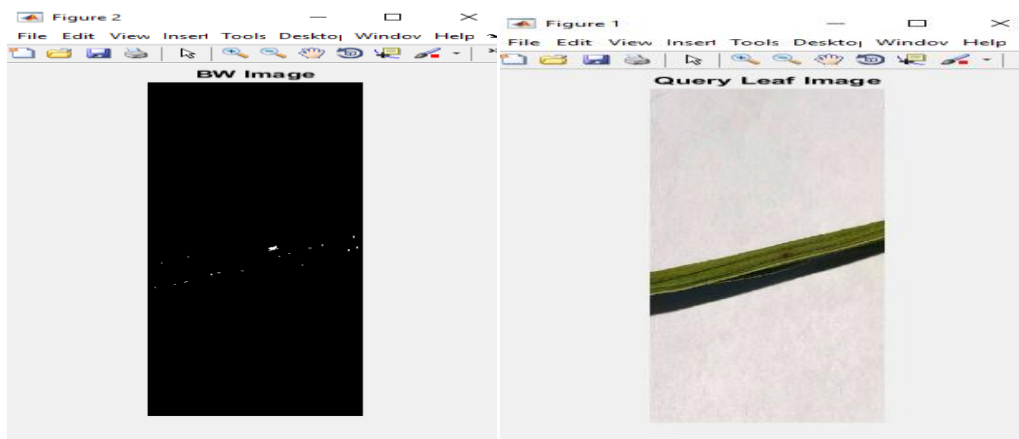 Figure 2
File Edit View Insert Tools Desktop Window Help
BW Image
Figure 1
File Edit View Insert Tools Desktop Window Help
Query Leaf Image